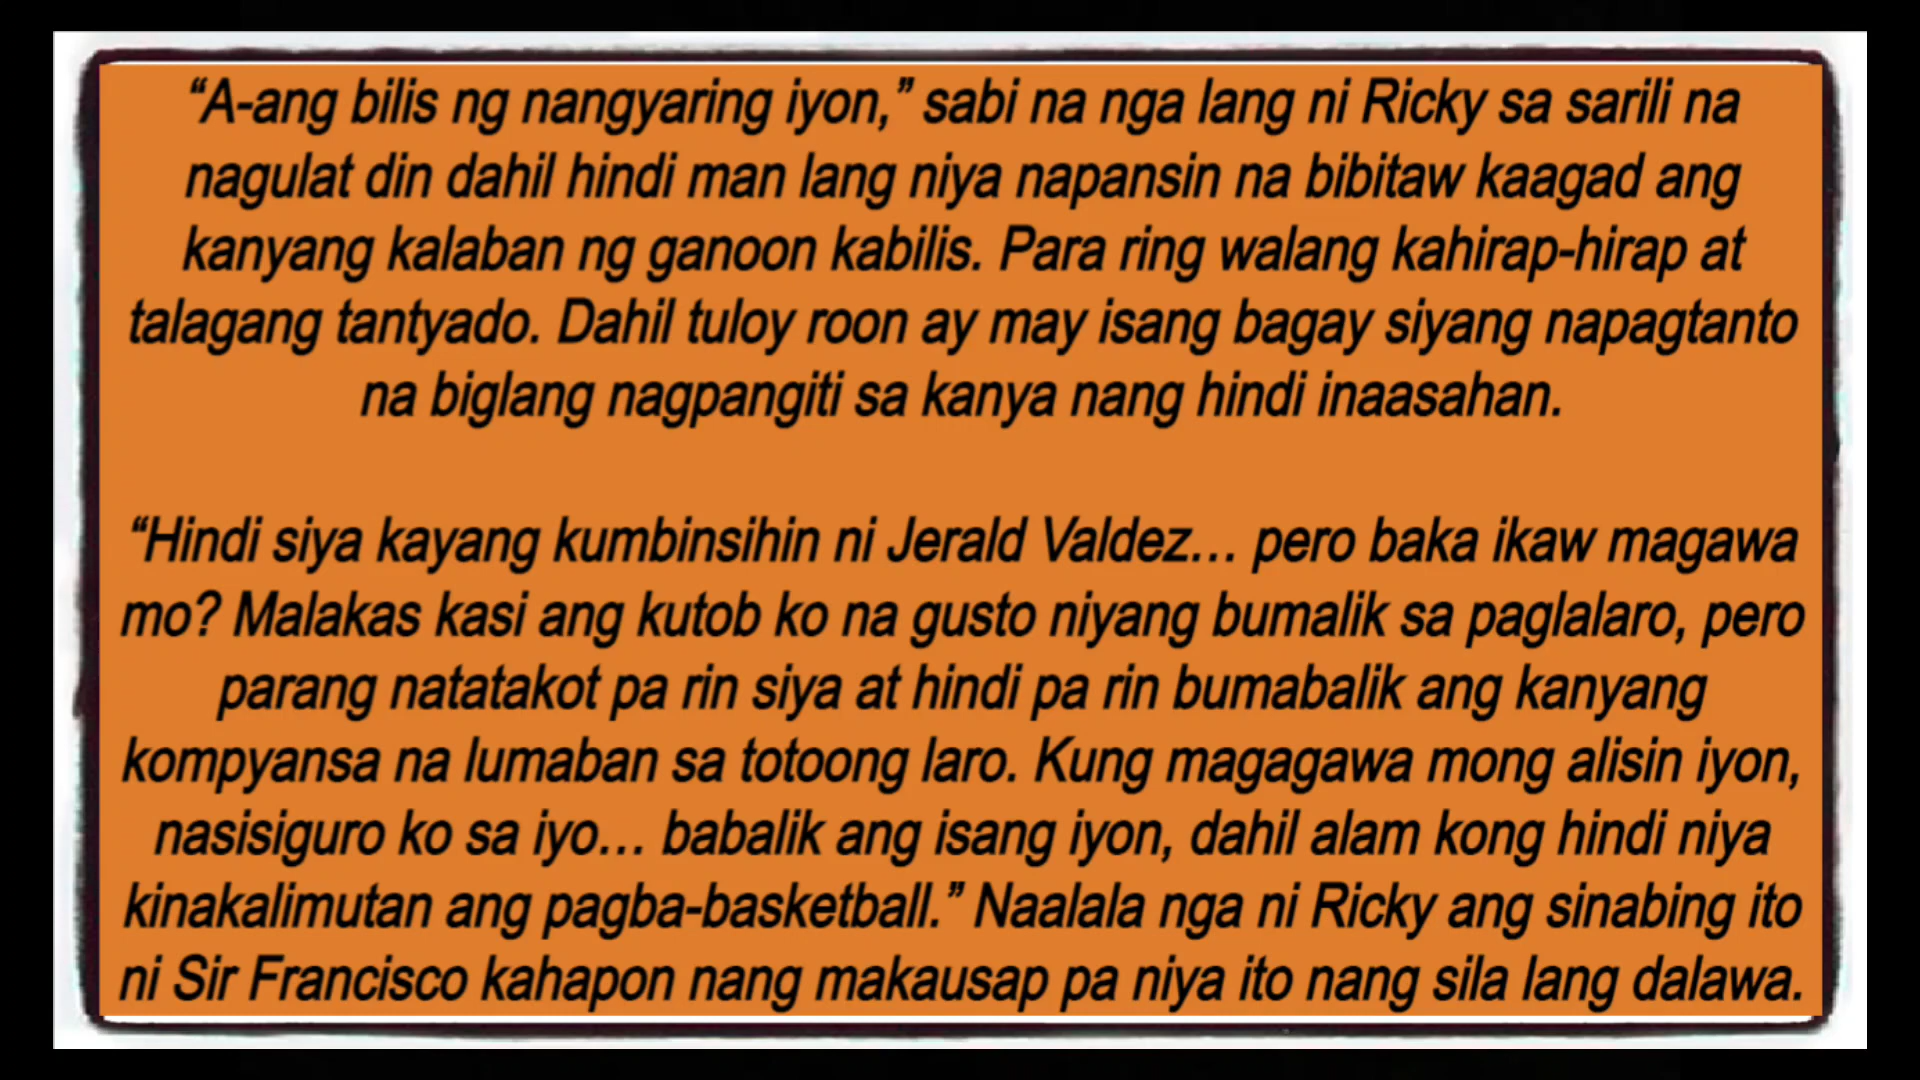 “A-ang bilis ng nangyaring iyon,” sabi na nga lang ni Ricky sa sarili na
nagulat din dahil hindi man lang niya napansin na bibitaw kaagad ang
kanyang kalaban ng ganoon kabilis. Para ring walang kahirap-hirap at
talagang tantyado. Dahil tuloy roon ay may isang bagay siyang napagtanto
na biglang nagpangiti sa kanya nang hindi inaasahan.
“Hindi siya kayang kumbinsihin ni Jerald Valdez… pero baka ikaw magawa
mo? Malakas kasi ang kutob ko na gusto niyang bumalik sa paglalaro, pero
parang natatakot pa rin siya at hindi pa rin bumabalik ang kanyang
kompyansa na lumaban sa totoong laro. Kung magagawa mong alisin iyon,
nasisiguro ko sa iyo… babalik ang isang iyon, dahil alam kong hindi niya
kinakalimutan ang pagba-basketball.” Naalala nga ni Ricky ang sinabing ito
ni Sir Francisco kahapon nang makausap pa niya ito nang sila lang dalawa.